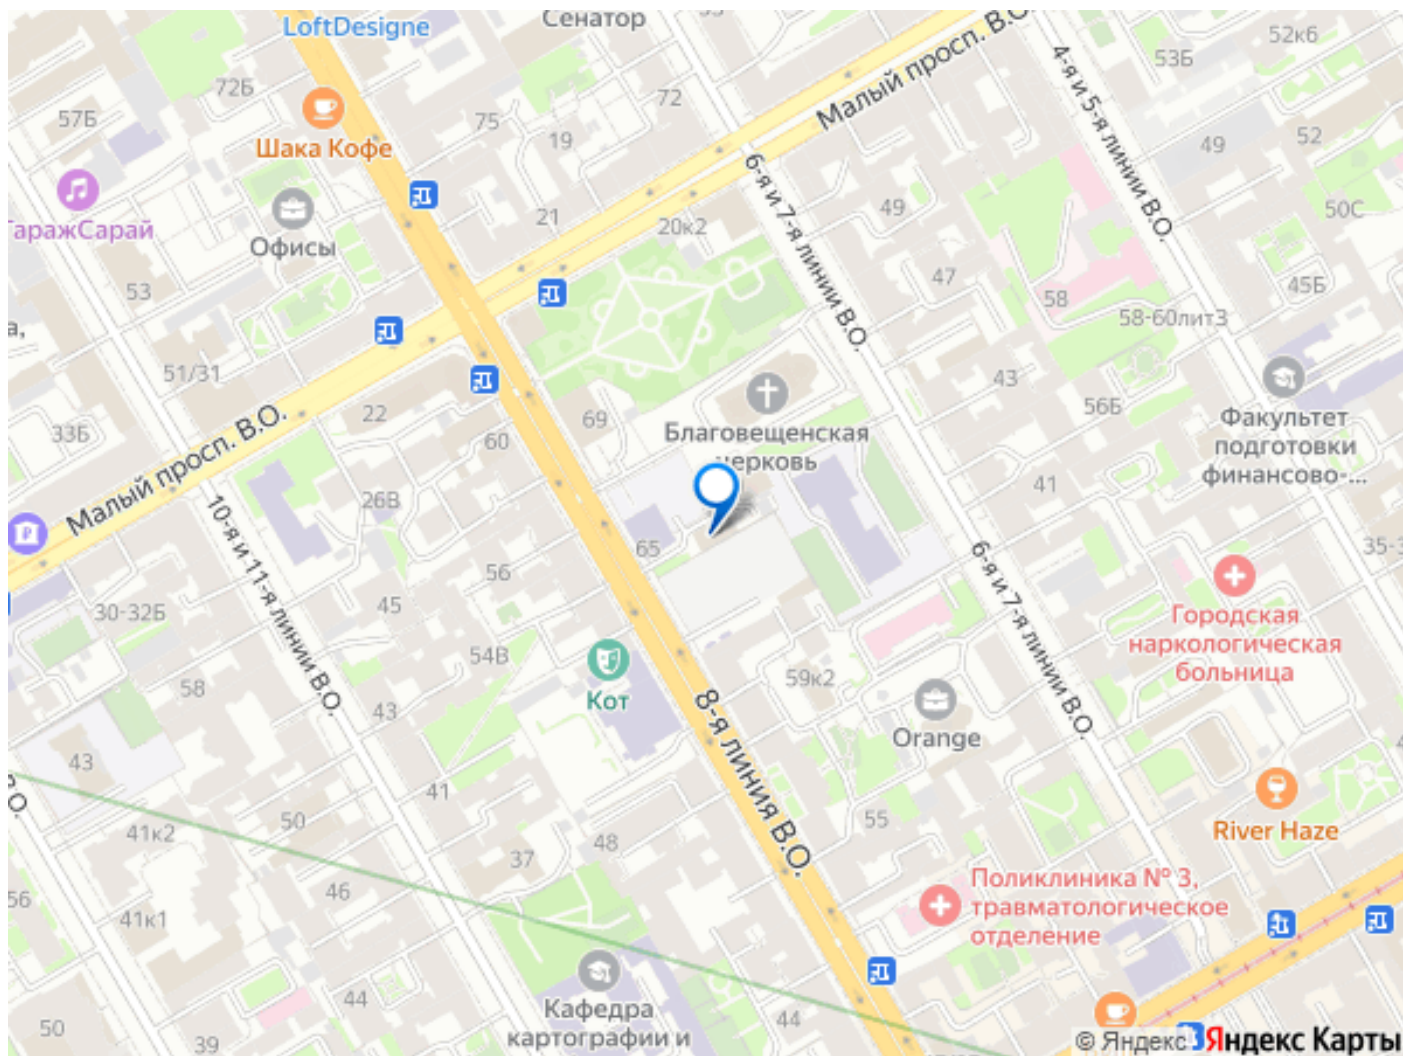 LoftDesigne
Сенатор
52к6
53Б
72Б
57Б
75
72
19
Малый просп. В.О.
4-я и 5-я линии В.О.
52
49
Шака Кофе
6-я и 7-я линии В.О.
ГаражСарай
Офисы
21
20к2
49
50С
53
47
58
45Б
58-60литЗ
51/31
22
69
43
56Б
33Б
Малый просп. В.О.
60
Благовещенская
церковь
Факультет
подготовки
финансово-...
26В
41
10-я и 11-я линии В.О.
65
6-я и 7-я линии В.О.
56
45
30-32Б
Городская
наркологическая
больница
54В
58
59к2
Кот
43
8-я линия В.О.
Orange
43
41
41к2
50
55
River Haze
48
37
46
56
41к1
Поликлиника № 3,
травматологическое
отделение
44
Кафедра
картографии и
44
50
39
© Яндекс
Яндекс Карты